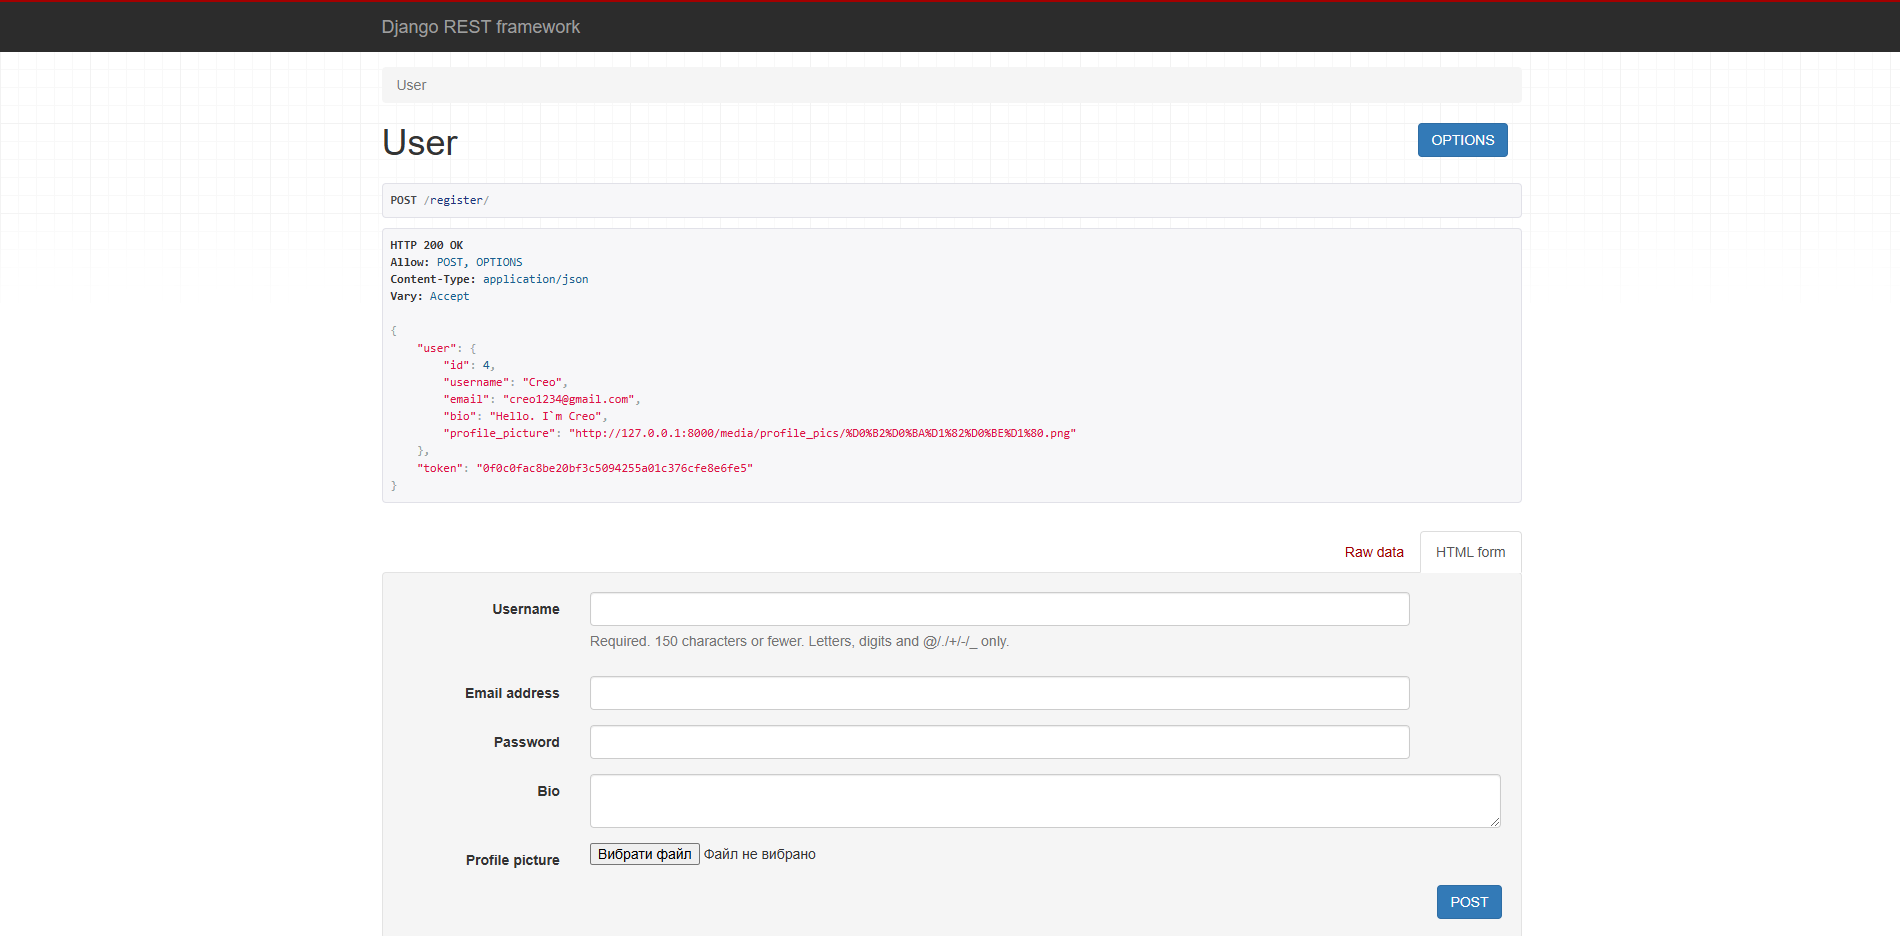 Django REST framework
User
User
OPTIONS
POST /register/
HTTP 200 OK
Allow: POST, OPTIONS
Content-Type: application/json
Vary: Accept
{
    "user": {
        "id": 4,
        "username": "Creo",
        "email": "creo1234@gmail.com",
        "bio": "Hello. I`m Creo",
        "profile_picture": "http://127.0.0.1:8000/media/profile_pics/%D0%B2%D0%BA%D1%82%D0%BE%D1%80.png"
    },
    "token": "0f0c0fac8be20bf3c5094255a01c376cfe8e6fe5"
}
Raw data
HTML form
Username
Required. 150 characters or fewer. Letters, digits and @/./+/-/_ only.
Email address
Password
Bio
Profile picture
Вибрати файл Файл не вибрано
POST